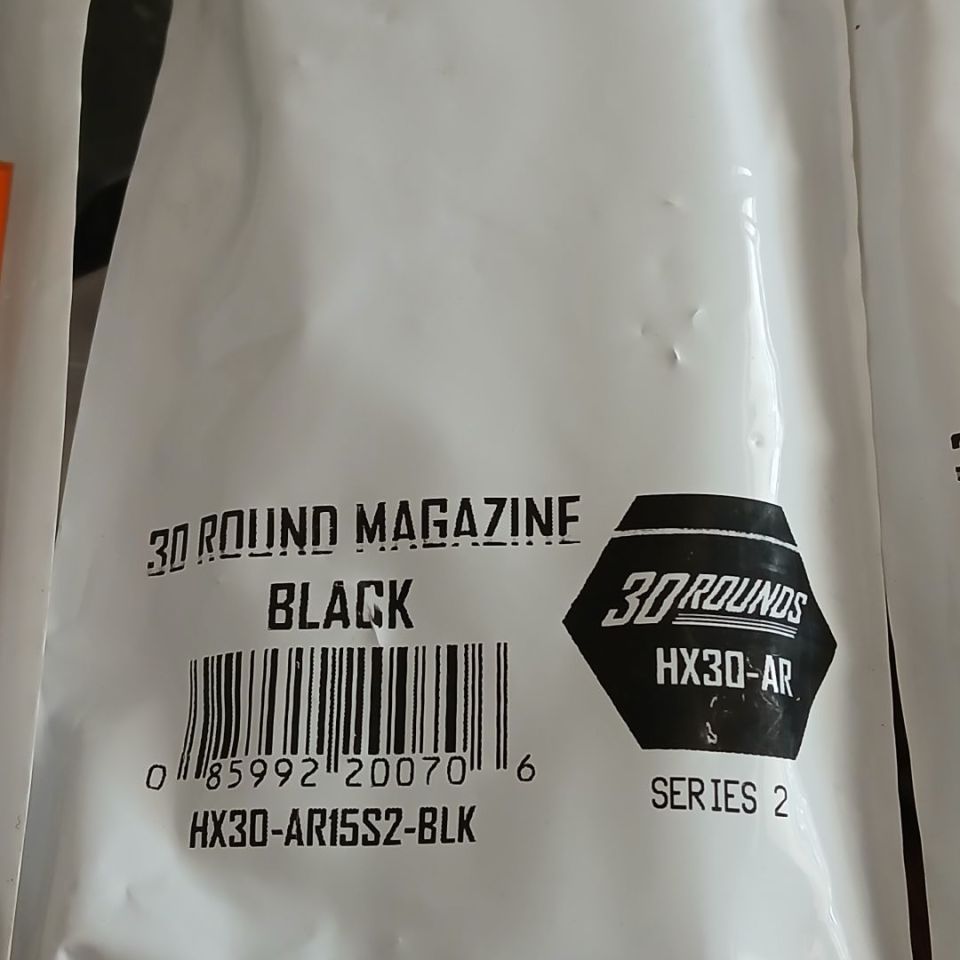 30 ROUND MAGAZINE
BLACK
0 85992 20070 6
HX30-AR15S2-BLK
30 ROUNDS
HX30-AR
SERIES 2